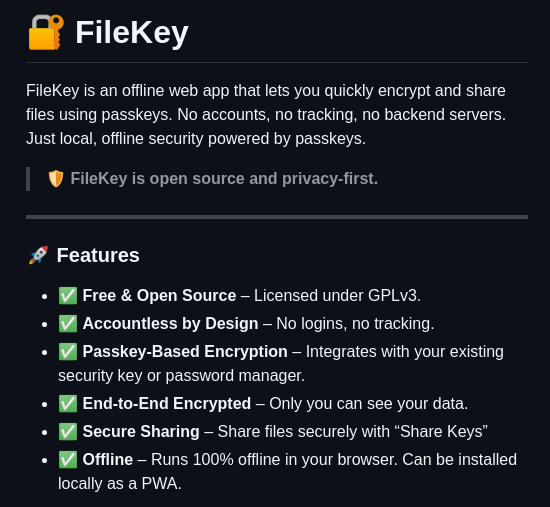 FileKey
FileKey is an offline web app that lets you quickly encrypt and share
files using passkeys. No accounts, no tracking, no backend servers.
Just local, offline security powered by passkeys.
FileKey is open source and privacy-first.
Features
Free & Open Source – Licensed under GPLv3.
Accountless by Design – No logins, no tracking.
Passkey-Based Encryption – Integrates with your existing
security key or password manager.
End-to-End Encrypted – Only you can see your data.
Secure Sharing – Share files securely with “Share Keys”
Offline – Runs 100% offline in your browser. Can be installed
locally as a PWA.